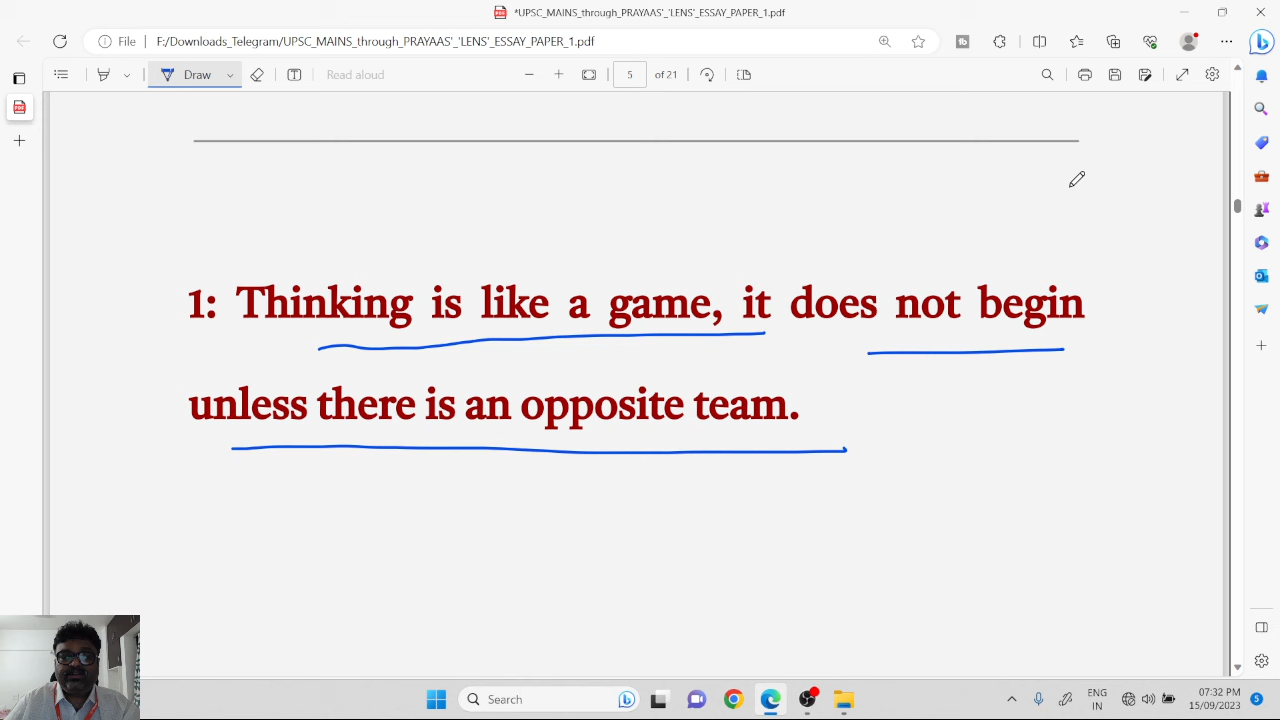 *UPSC_MAINS_through_PRAYAAS'_'LENS'_ESSAY_PAPER_1.pdf
File F:/Downloads_Telegram/UPSC_MAINS_through_PRAYAAS'_'LENS'_ESSAY_PAPER_1.pdf
Draw Read aloud 5 of 21
1: Thinking is like a game, it does not begin
unless there is an opposite team.
Search
ENG
IN
07:32 PM
15/09/2023
5